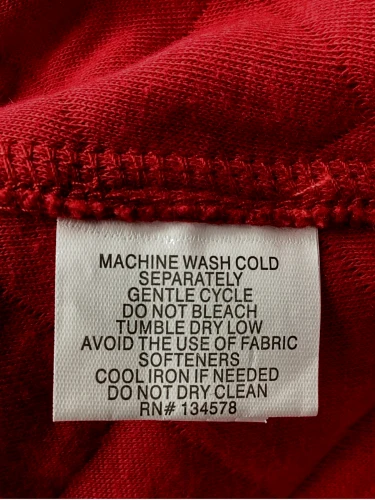 MACHINE WASH COLD
SEPARATELY
GENTLE CYCLE
DO NOT BLEACH
TUMBLE DRY LOW
AVOID THE USE OF FABRIC
SOFTENERS
COOL IRON IF NEEDED
DO NOT DRY CLEAN
RN# 134578